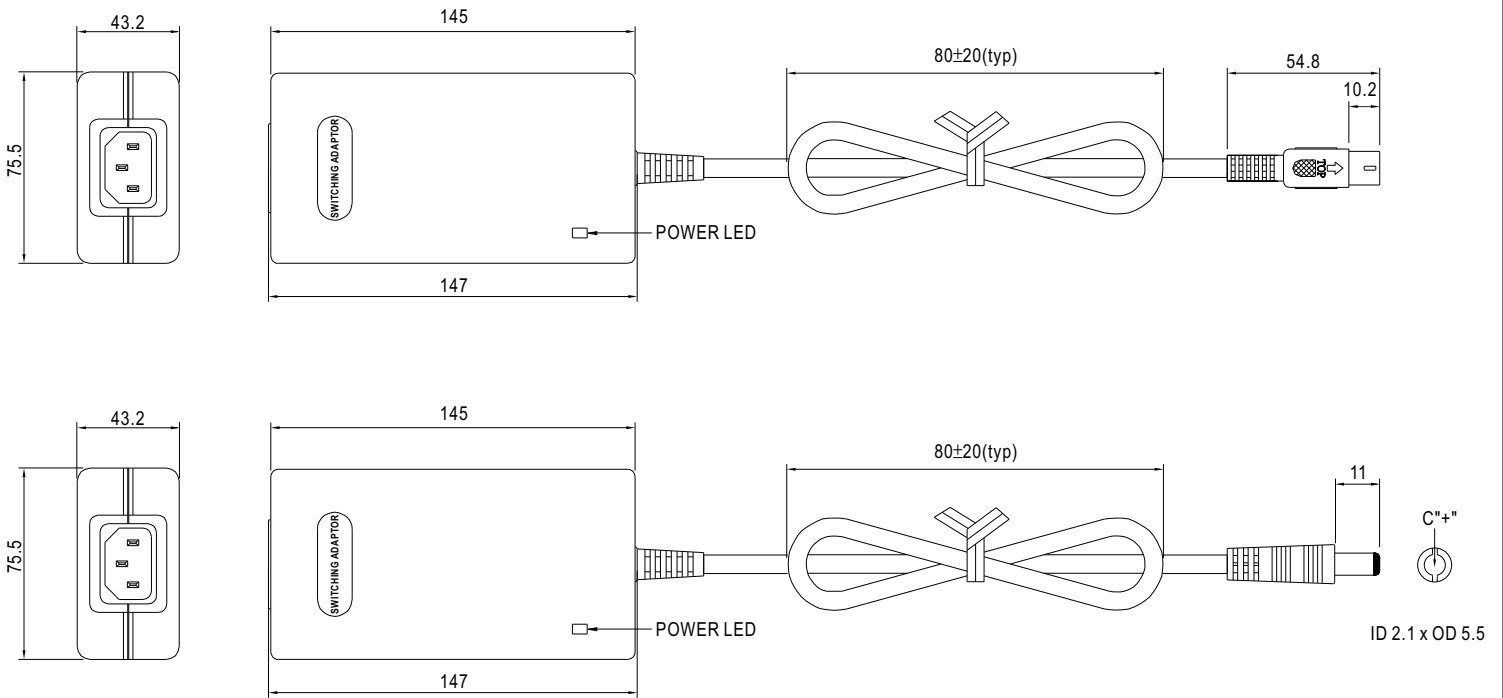 43.2
145
80±20(typ)
54.8
10.2
75.5
SWITCHING ADAPTOR
TOP
POWER LED
147
43.2
145
80±20(typ)
11
C"+"
75.5
SWITCHING ADAPTOR
POWER LED
ID 2.1 x OD 5.5
147